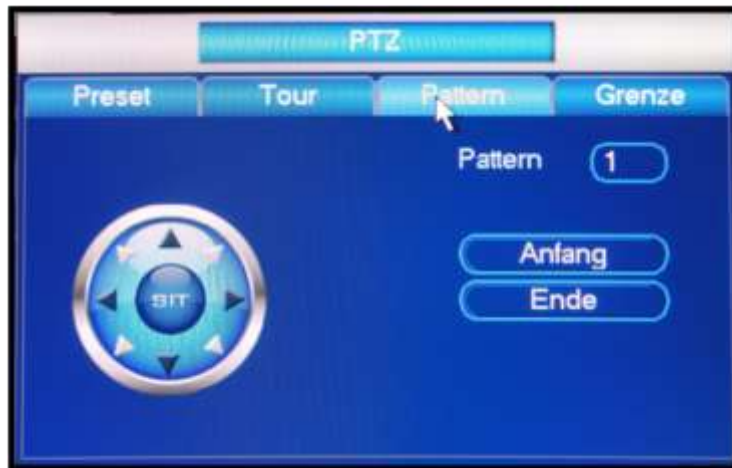 PTZ
Preset Tour Pattern Grenze
Pattern 1
SIT
Anfang
Ende